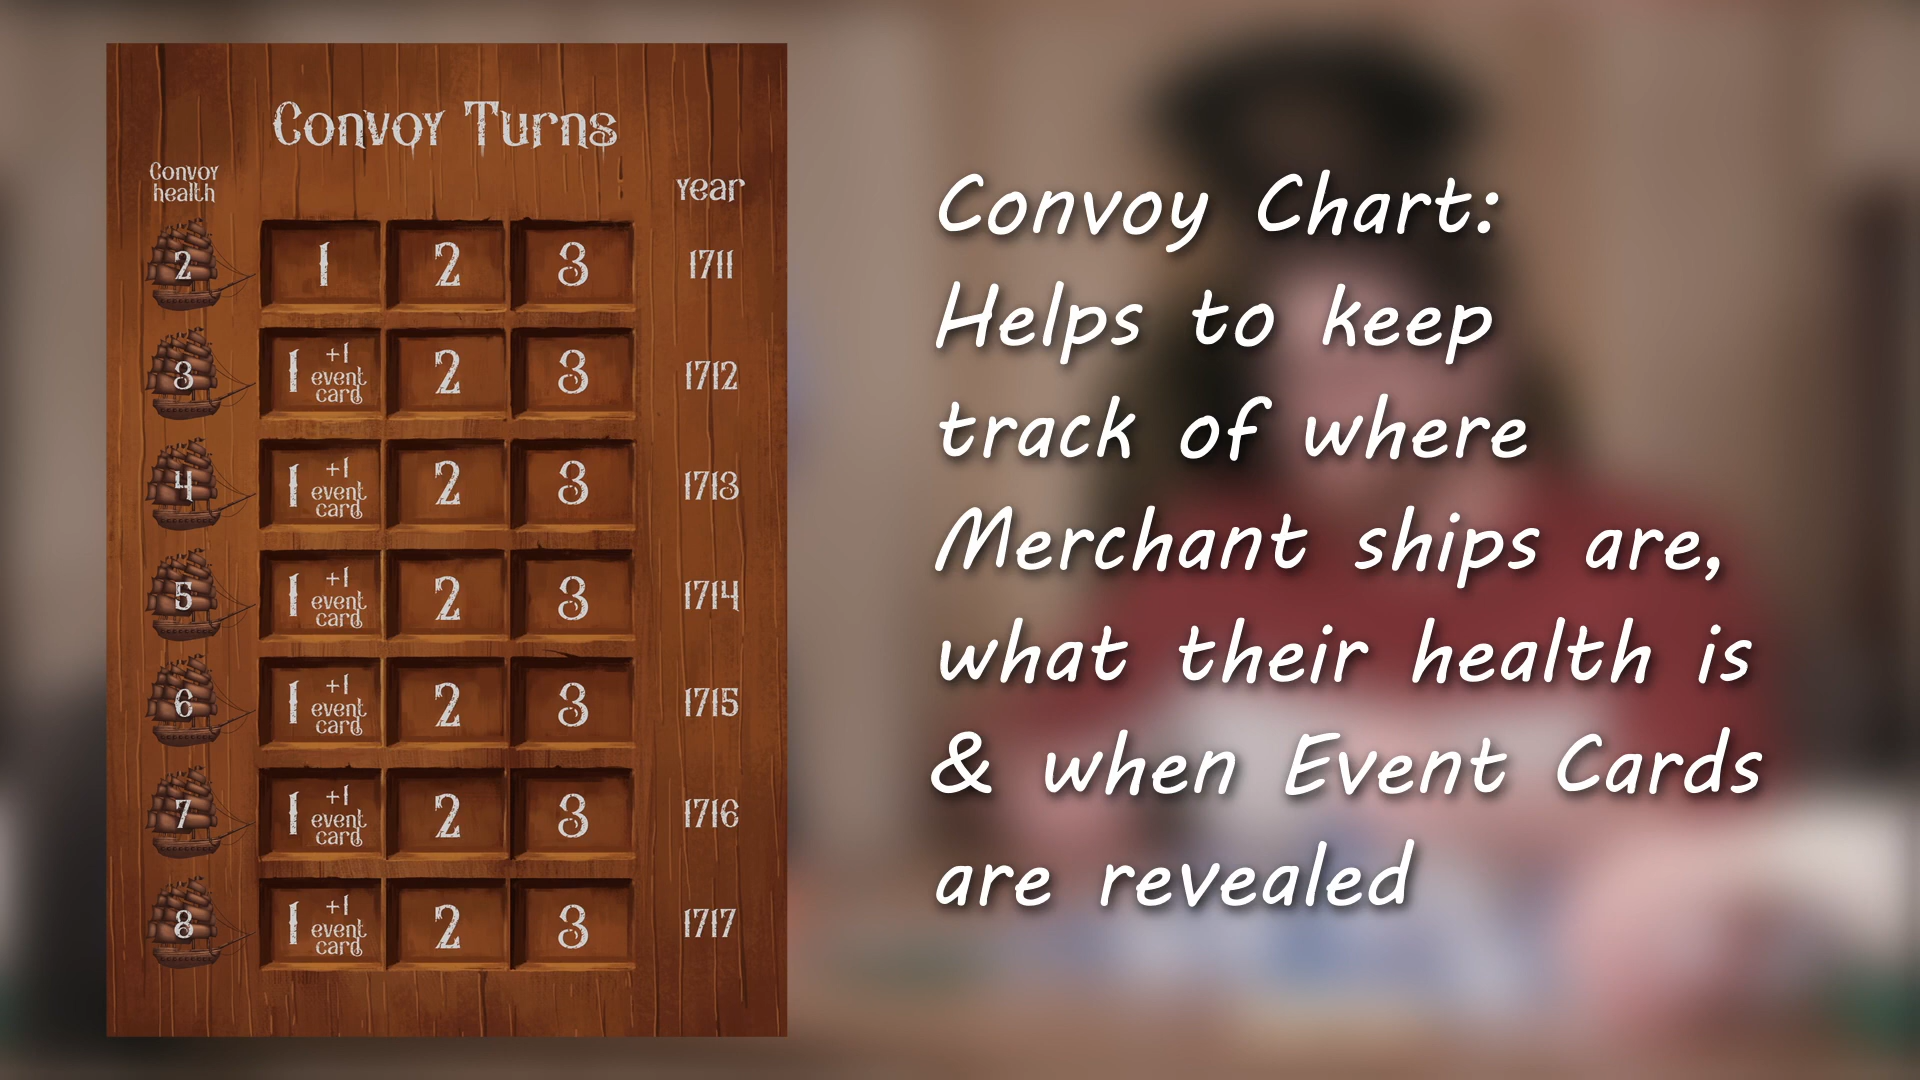 Convoy Turns
Convoy
health
year
2 1 2 3 1711
3 1 +1 event card 2 3 1712
4 1 +1 event card 2 3 1713
5 1 +1 event card 2 3 1714
6 1 +1 event card 2 3 1715
7 1 +1 event card 2 3 1716
8 1 +1 event card 2 3 1717
Convoy Chart:
Helps to keep
track of where
Merchant ships are,
what their health is
& when Event Cards
are revealed